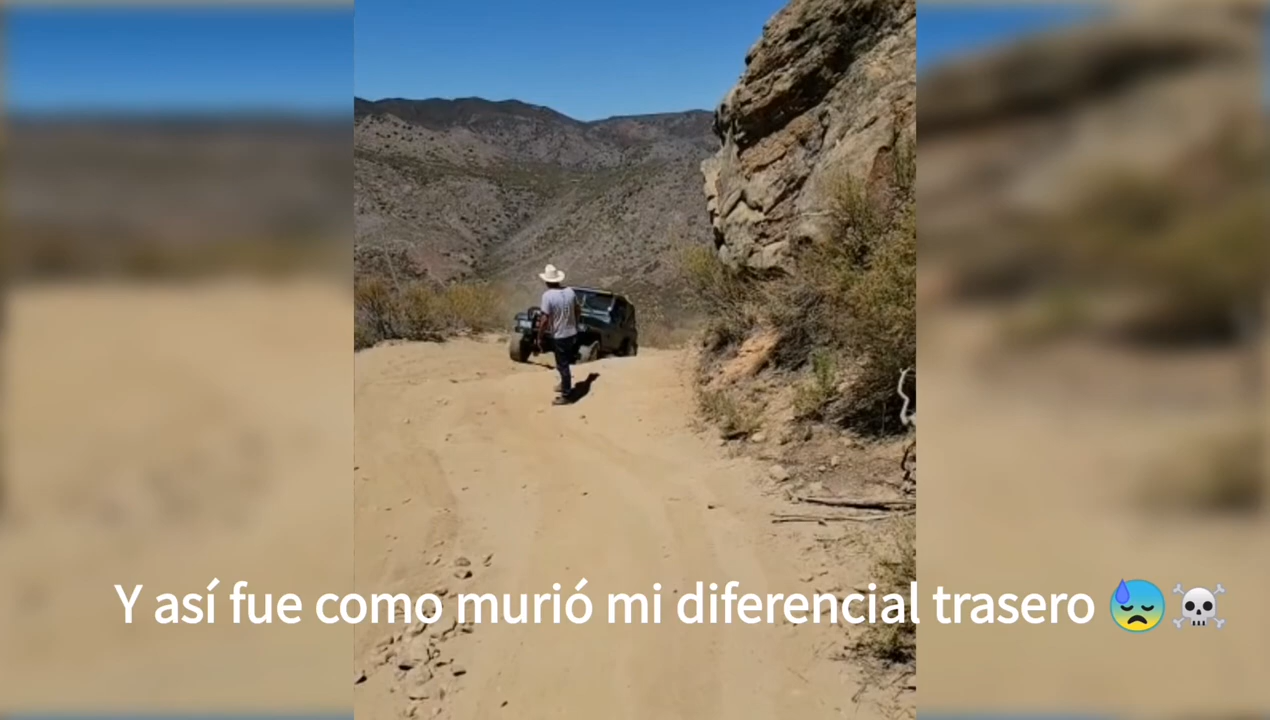 Y así fue como murió mi diferencial trasero 😓☠️